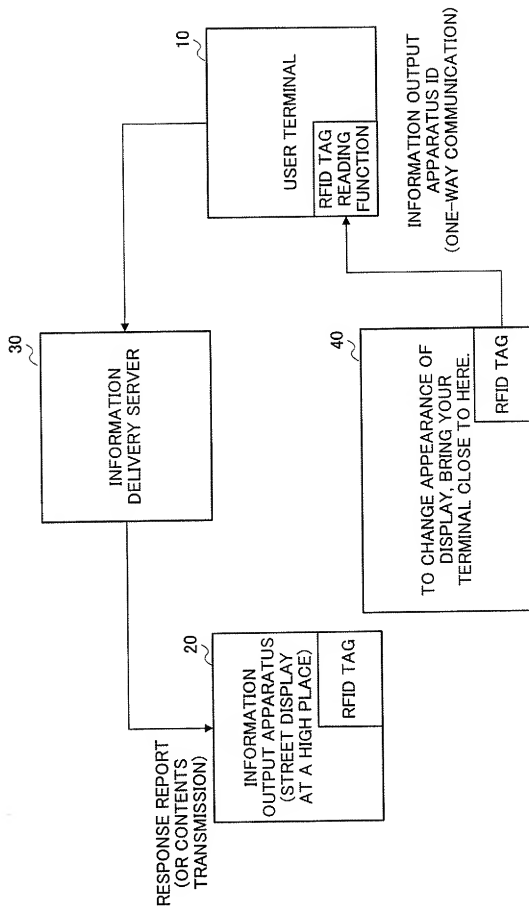 30
INFORMATION
DELIVERY SERVER
RESPONSE REPORT
(OR CONTENTS
TRANSMISSION)
20
INFORMATION
OUTPUT APPARATUS
(STREET DISPLAY
AT A HIGH PLACE)
RFID TAG
10
USER TERMINAL
RFID TAG
READING
FUNCTION
INFORMATION OUTPUT
APPARATUS ID
(ONE-WAY COMMUNICATION)
40
TO CHANGE APPEARANCE OF
DISPLAY, BRING YOUR
TERMINAL CLOSE TO HERE.
RFID TAG